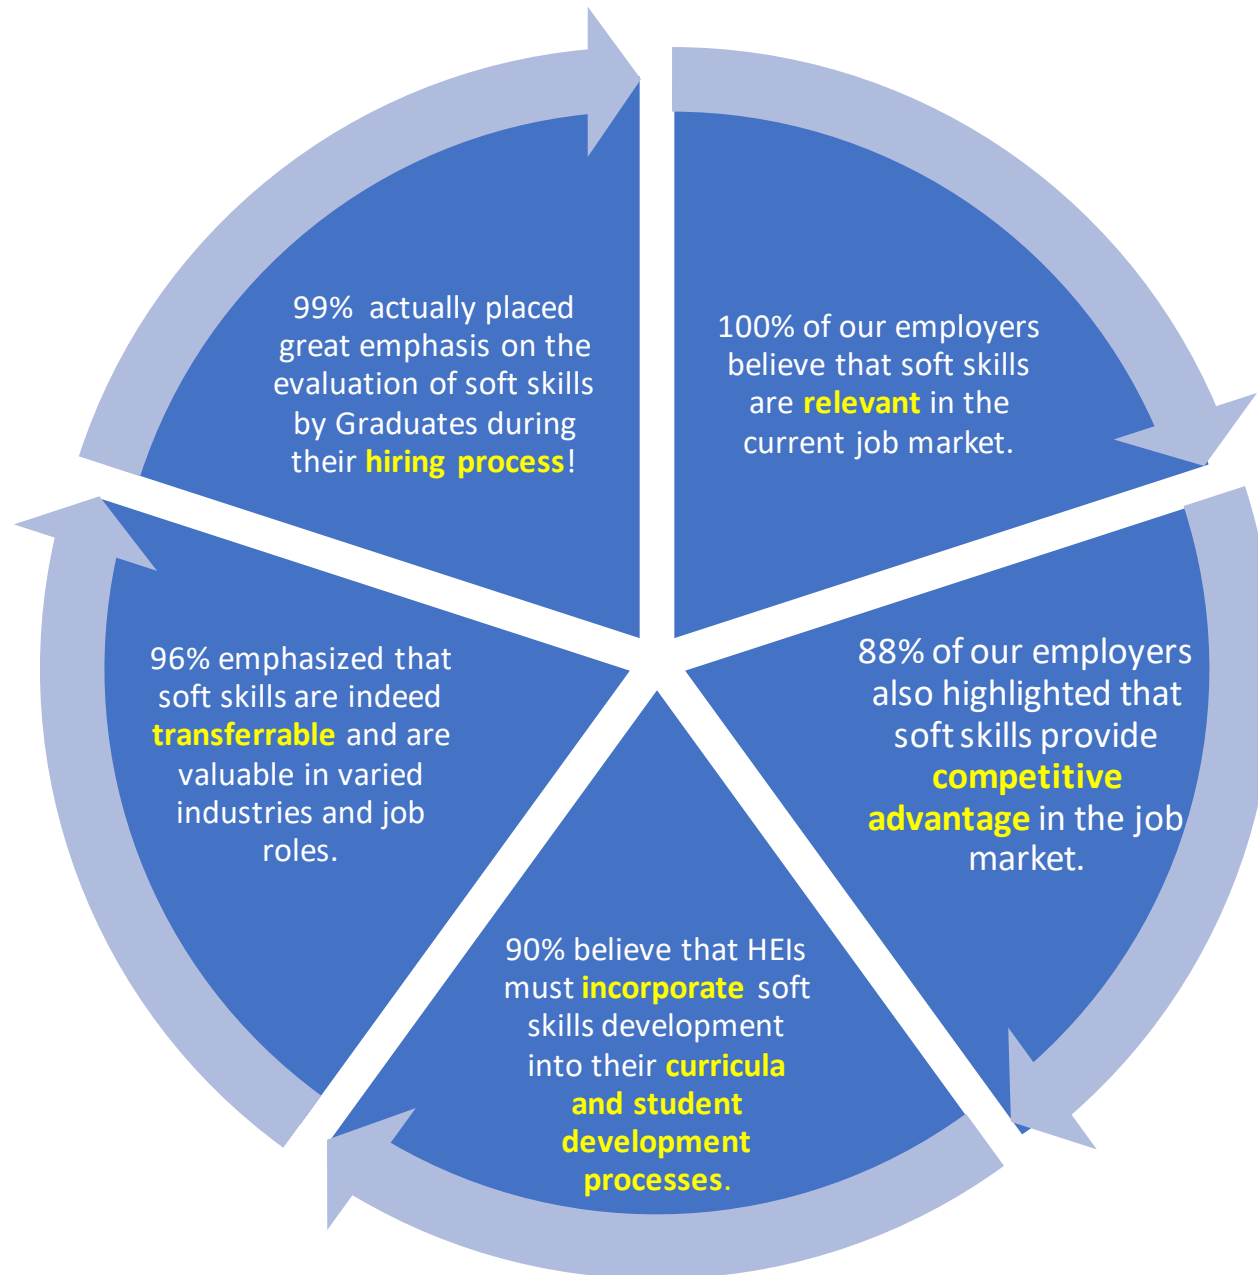 100% of our employers
believe that soft skills
are relevant in the
current job market.
88% of our employers
also highlighted that
soft skills provide
competitive
advantage in the job
market.
90% believe that HEIs
must incorporate soft
skills development
into their curricula
and student
development
processes.
96% emphasized that
soft skills are indeed
transferrable and are
valuable in varied
industries and job
roles.
99% actually placed
great emphasis on the
evaluation of soft skills
by Graduates during
their hiring process!